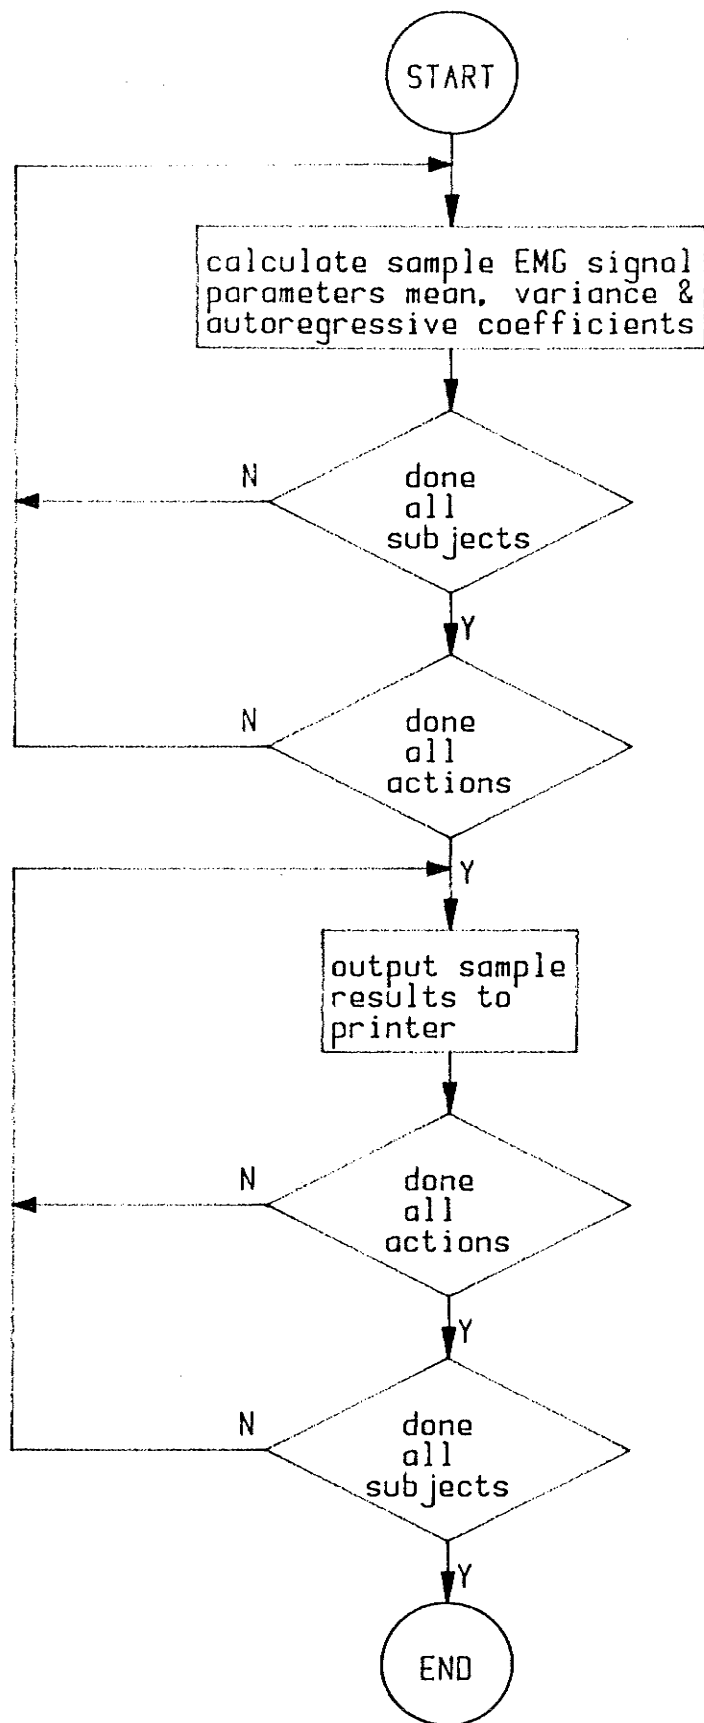 START
calculate sample EMG signal
parameters mean, variance &
autoregressive coefficients
N
done
all
subjects
Y
N
done
all
actions
Y
output sample
results to
printer
N
done
all
actions
Y
N
done
all
subjects
Y
END